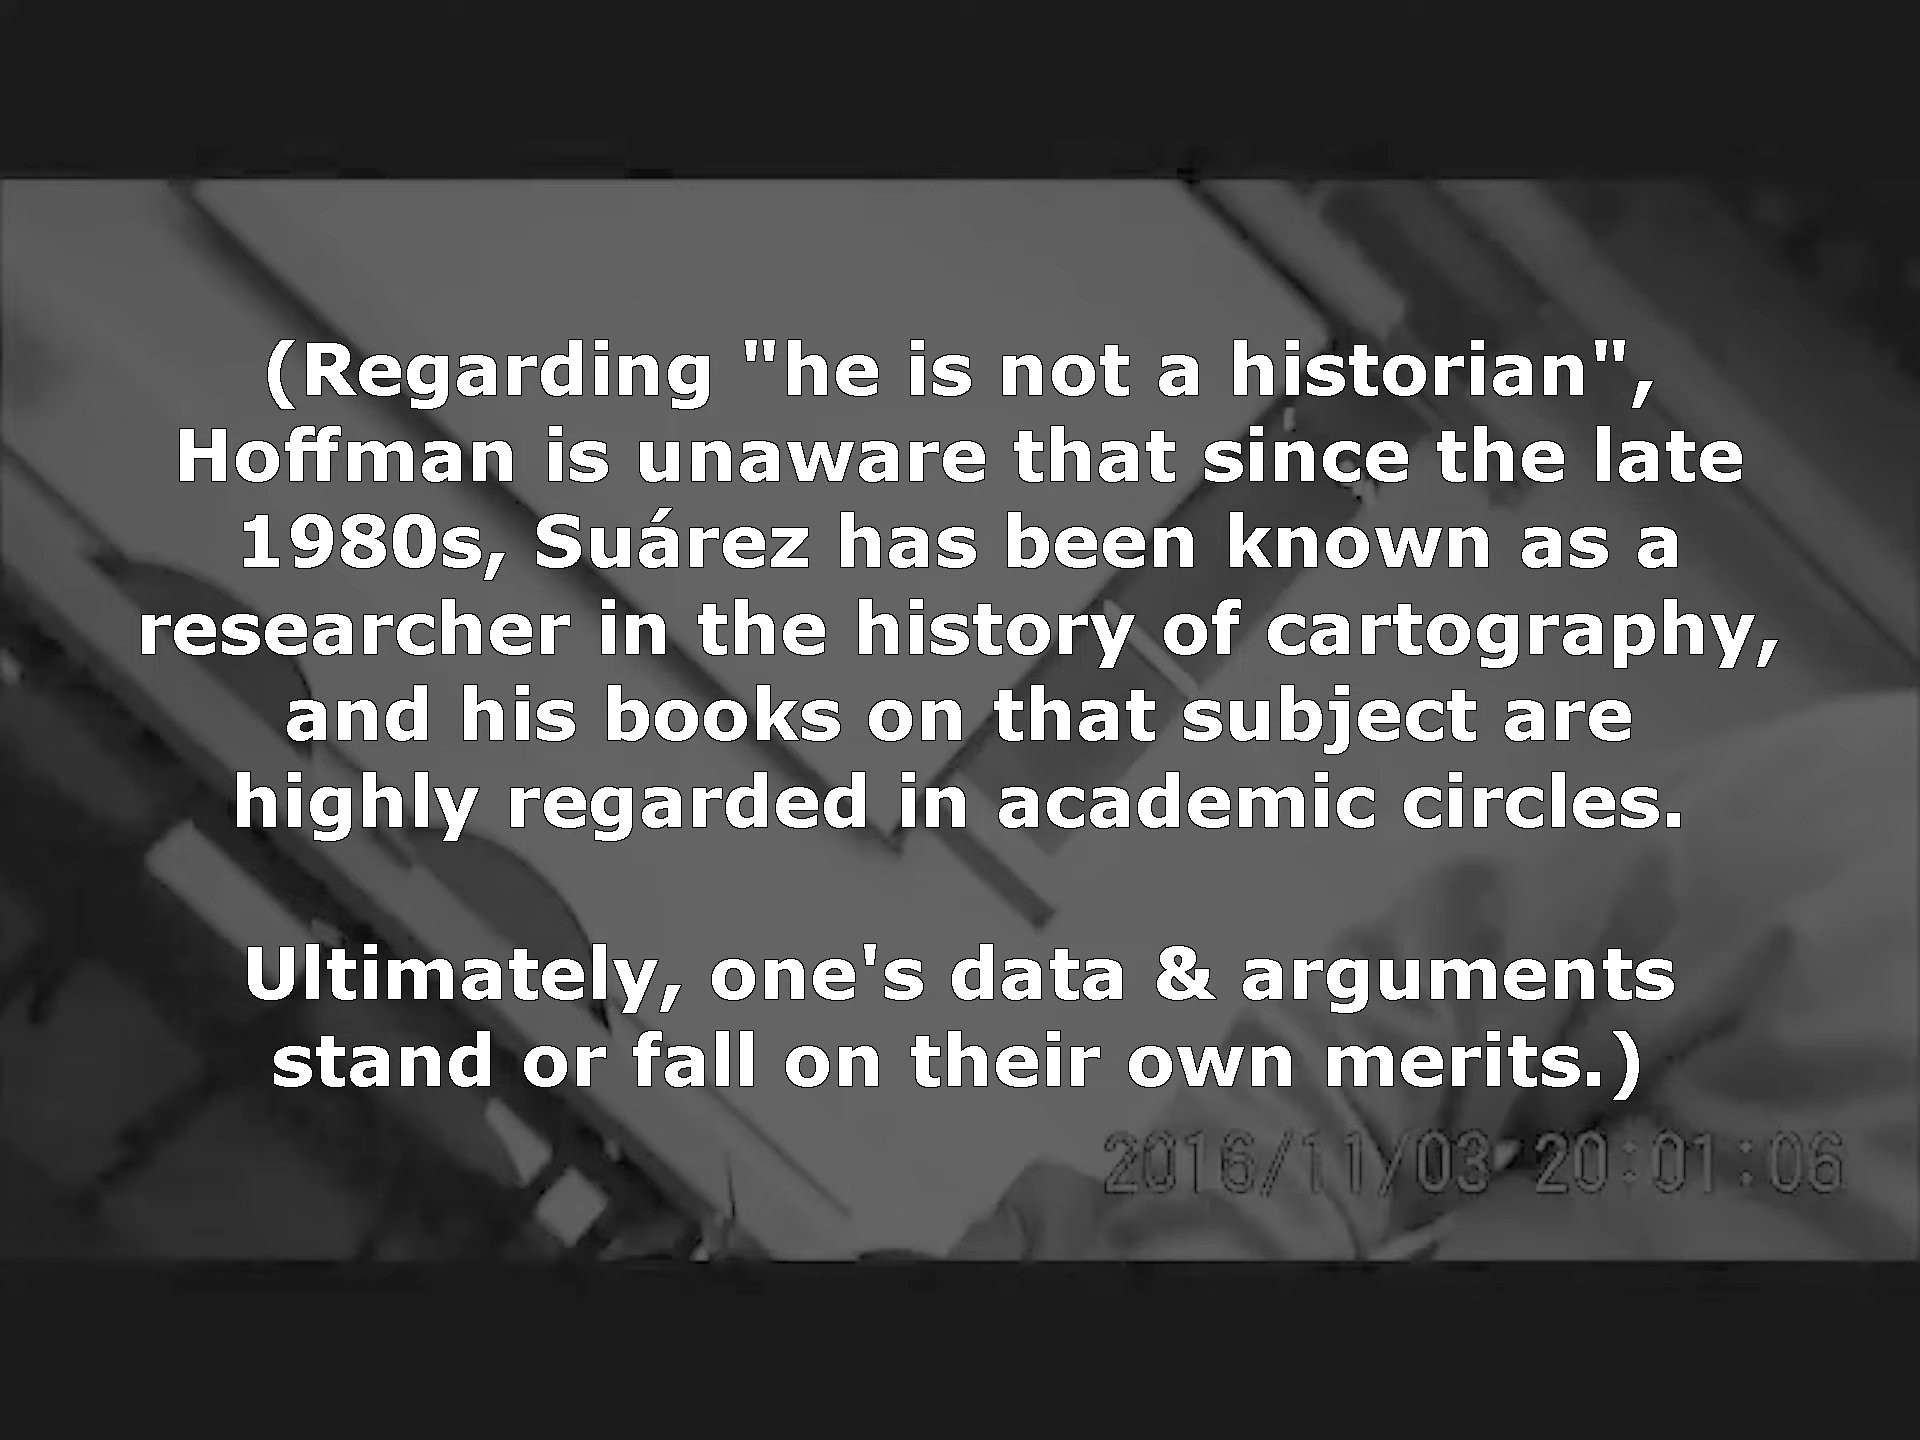 (Regarding "he is not a historian",
Hoffman is unaware that since the late
1980s, Suárez has been known as a
researcher in the history of cartography,
and his books on that subject are
highly regarded in academic circles.
Ultimately, one's data & arguments
stand or fall on their own merits.)
2016/11/03 20:01:06